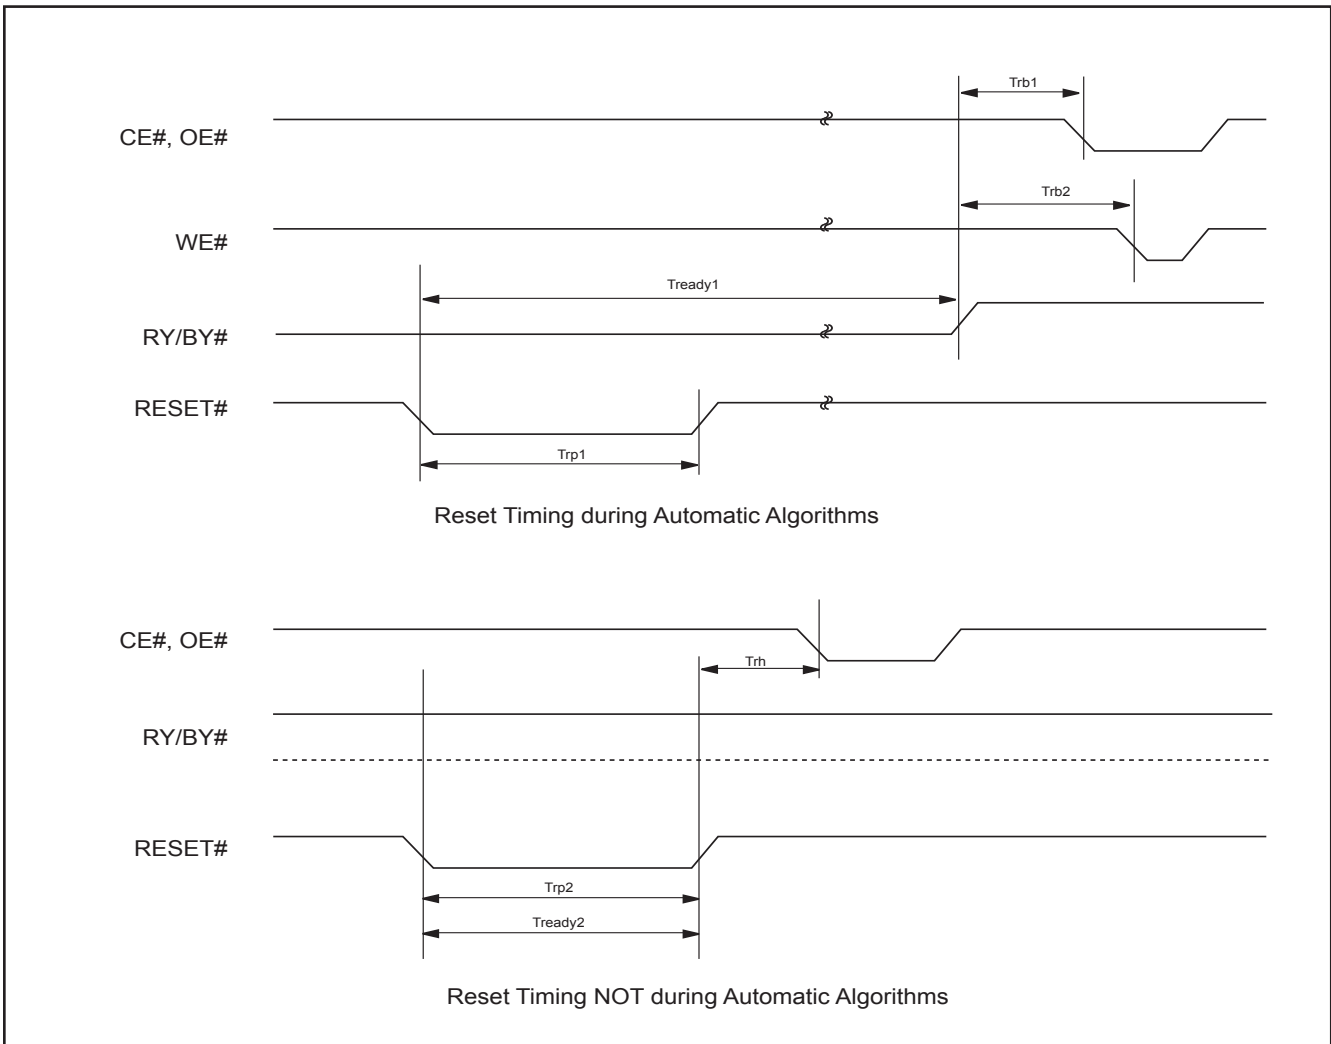 Trb1
CE#, OE#
Trb2
WE#
Tready1
RY/BY#
RESET#
Trp1
Reset Timing during Automatic Algorithms
CE#, OE#
Trh
RY/BY#
RESET#
Trp2
Tready2
Reset Timing NOT during Automatic Algorithms